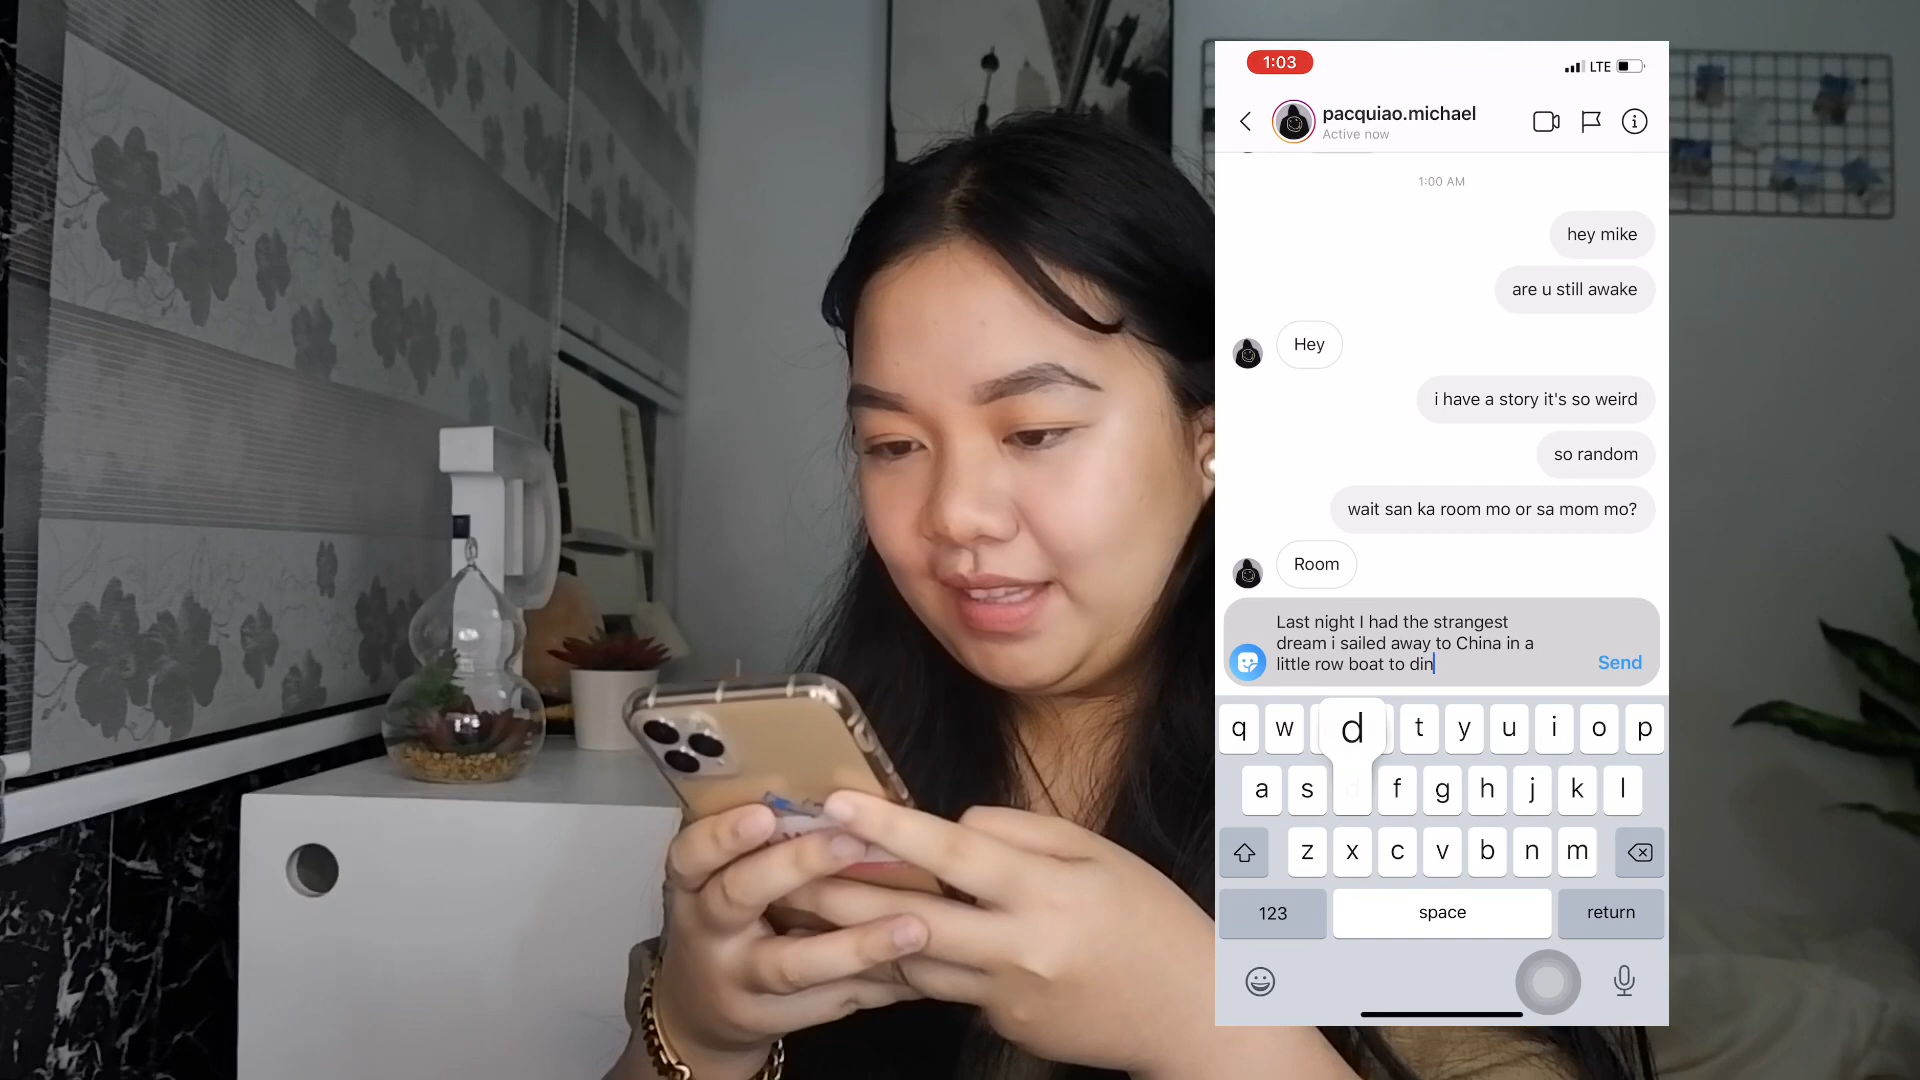 1:03
LTE
pacquiao.michael
Active now
1:00 AM
hey mike
are u still awake
Hey
i have a story it's so weird
so random
wait san ka room mo or sa mom mo?
Room
Last night I had the strangest
dream i sailed away to China in a
little row boat to din
Send
q w d t y u i o p
a s f g h j k l
z x c v b n m
123 space return